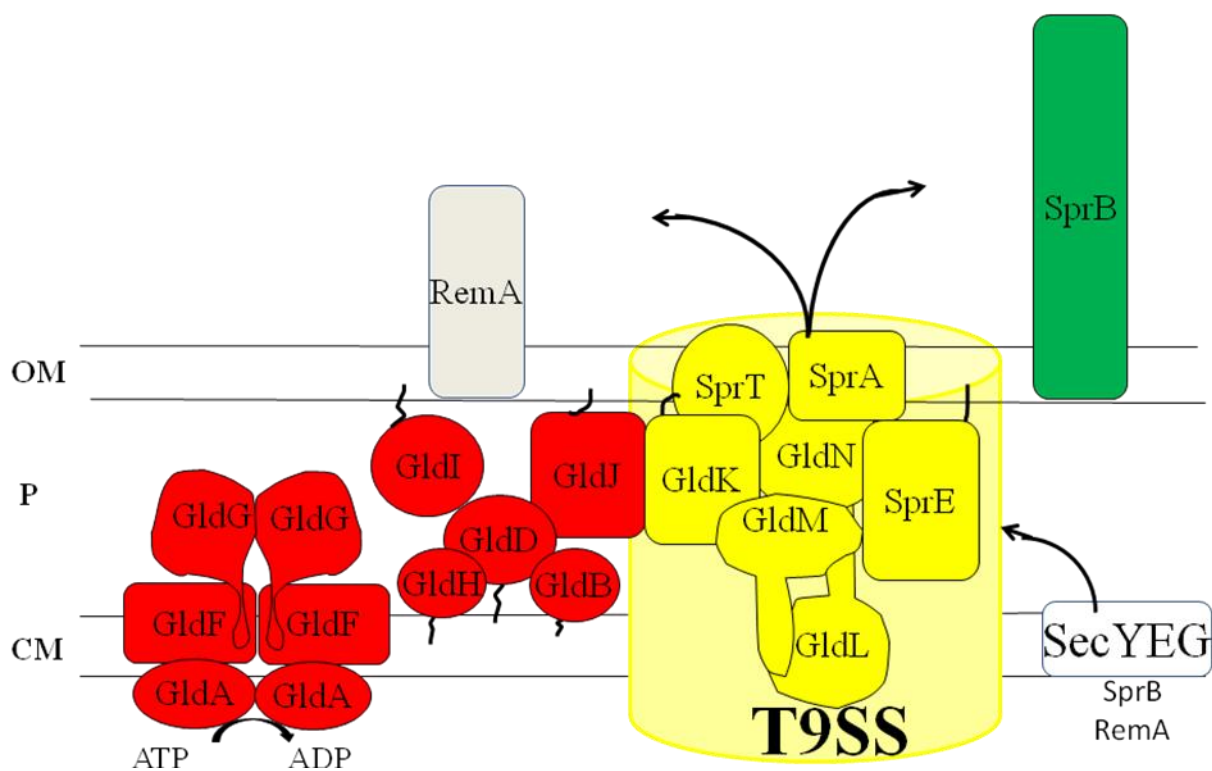 SprB
RemA
OM
SprT
SprA
GldI
GldJ
GldK
GldN
P
GldG
GldG
GldD
GldM
SprE
GldH
GldB
GldF
GldF
CM
GldL
SecYEG
GldA
GldA
SprB
RemA
T9SS
ATP
ADP